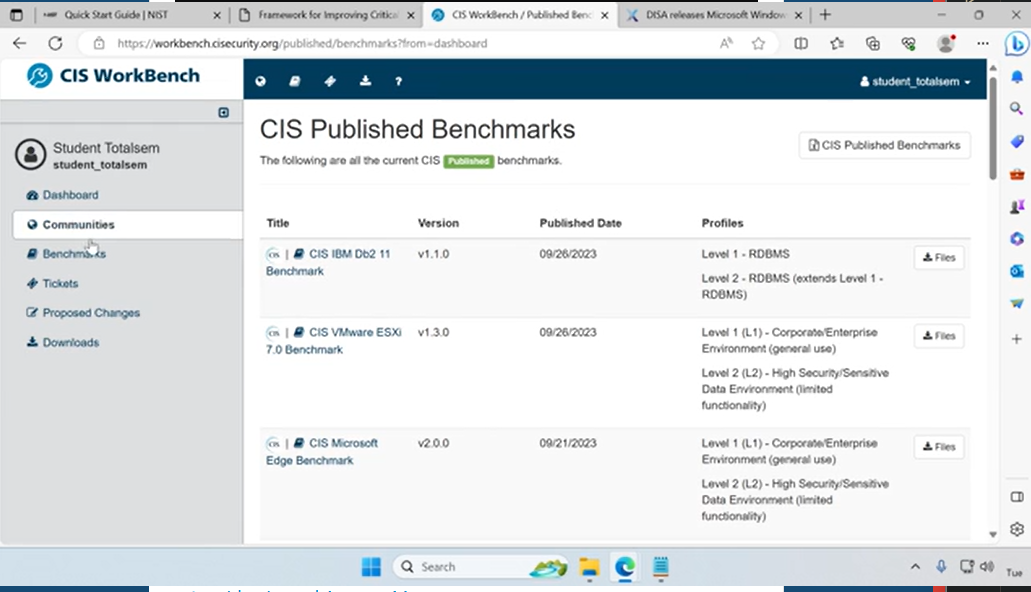 Quick Start Guide | NIST
Framework for Improving Critical
CIS WorkBench / Published Benc
DISA releases Microsoft Window
https://workbench.cisecurity.org/published/benchmarks?from=dashboard
CIS WorkBench
student_totalsem
Student Totalsem
student_totalsem
Dashboard
Communities
Benchmarks
Tickets
Proposed Changes
Downloads
CIS Published Benchmarks
CIS Published Benchmarks
The following are all the current CIS Published benchmarks.
Title Version Published Date Profiles
CIS | CIS IBM Db2 11 Benchmark v1.1.0 09/26/2023 Level 1 - RDBMS
Level 2 - RDBMS (extends Level 1 -
RDBMS)
Files
CIS | CIS VMware ESXi 7.0 Benchmark v1.3.0 09/26/2023 Level 1 (L1) - Corporate/Enterprise
Environment (general use)
Level 2 (L2) - High Security/Sensitive
Data Environment (limited
functionality)
Files
CIS | CIS Microsoft Edge Benchmark v2.0.0 09/21/2023 Level 1 (L1) - Corporate/Enterprise
Environment (general use)
Level 2 (L2) - High Security/Sensitive
Data Environment (limited
functionality)
Files
Search
Tue